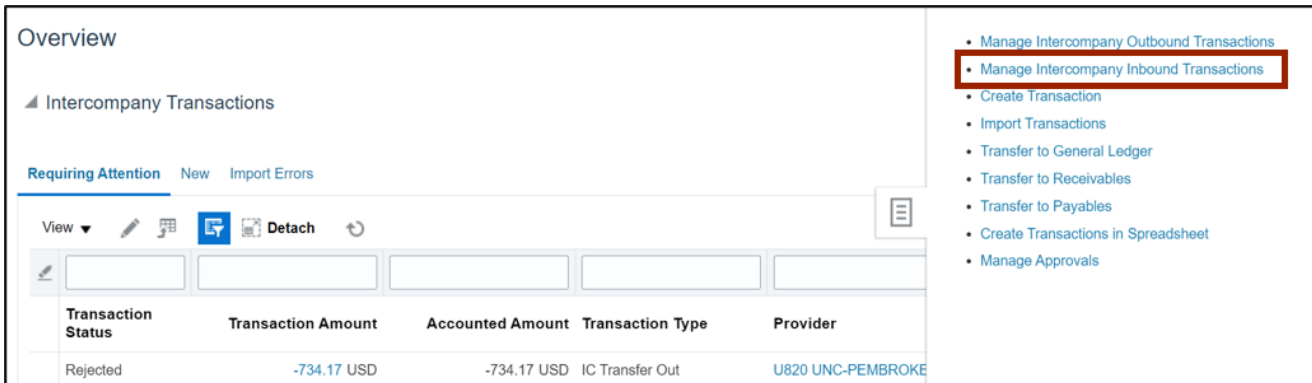 Overview
Intercompany Transactions
Requiring Attention New Import Errors
View Detach
Transaction Status Transaction Amount Accounted Amount Transaction Type Provider
Rejected -734.17 USD -734.17 USD IC Transfer Out U820 UNC-PEMBROKE
Manage Intercompany Outbound Transactions
Manage Intercompany Inbound Transactions
Create Transaction
Import Transactions
Transfer to General Ledger
Transfer to Receivables
Transfer to Payables
Create Transactions in Spreadsheet
Manage Approvals